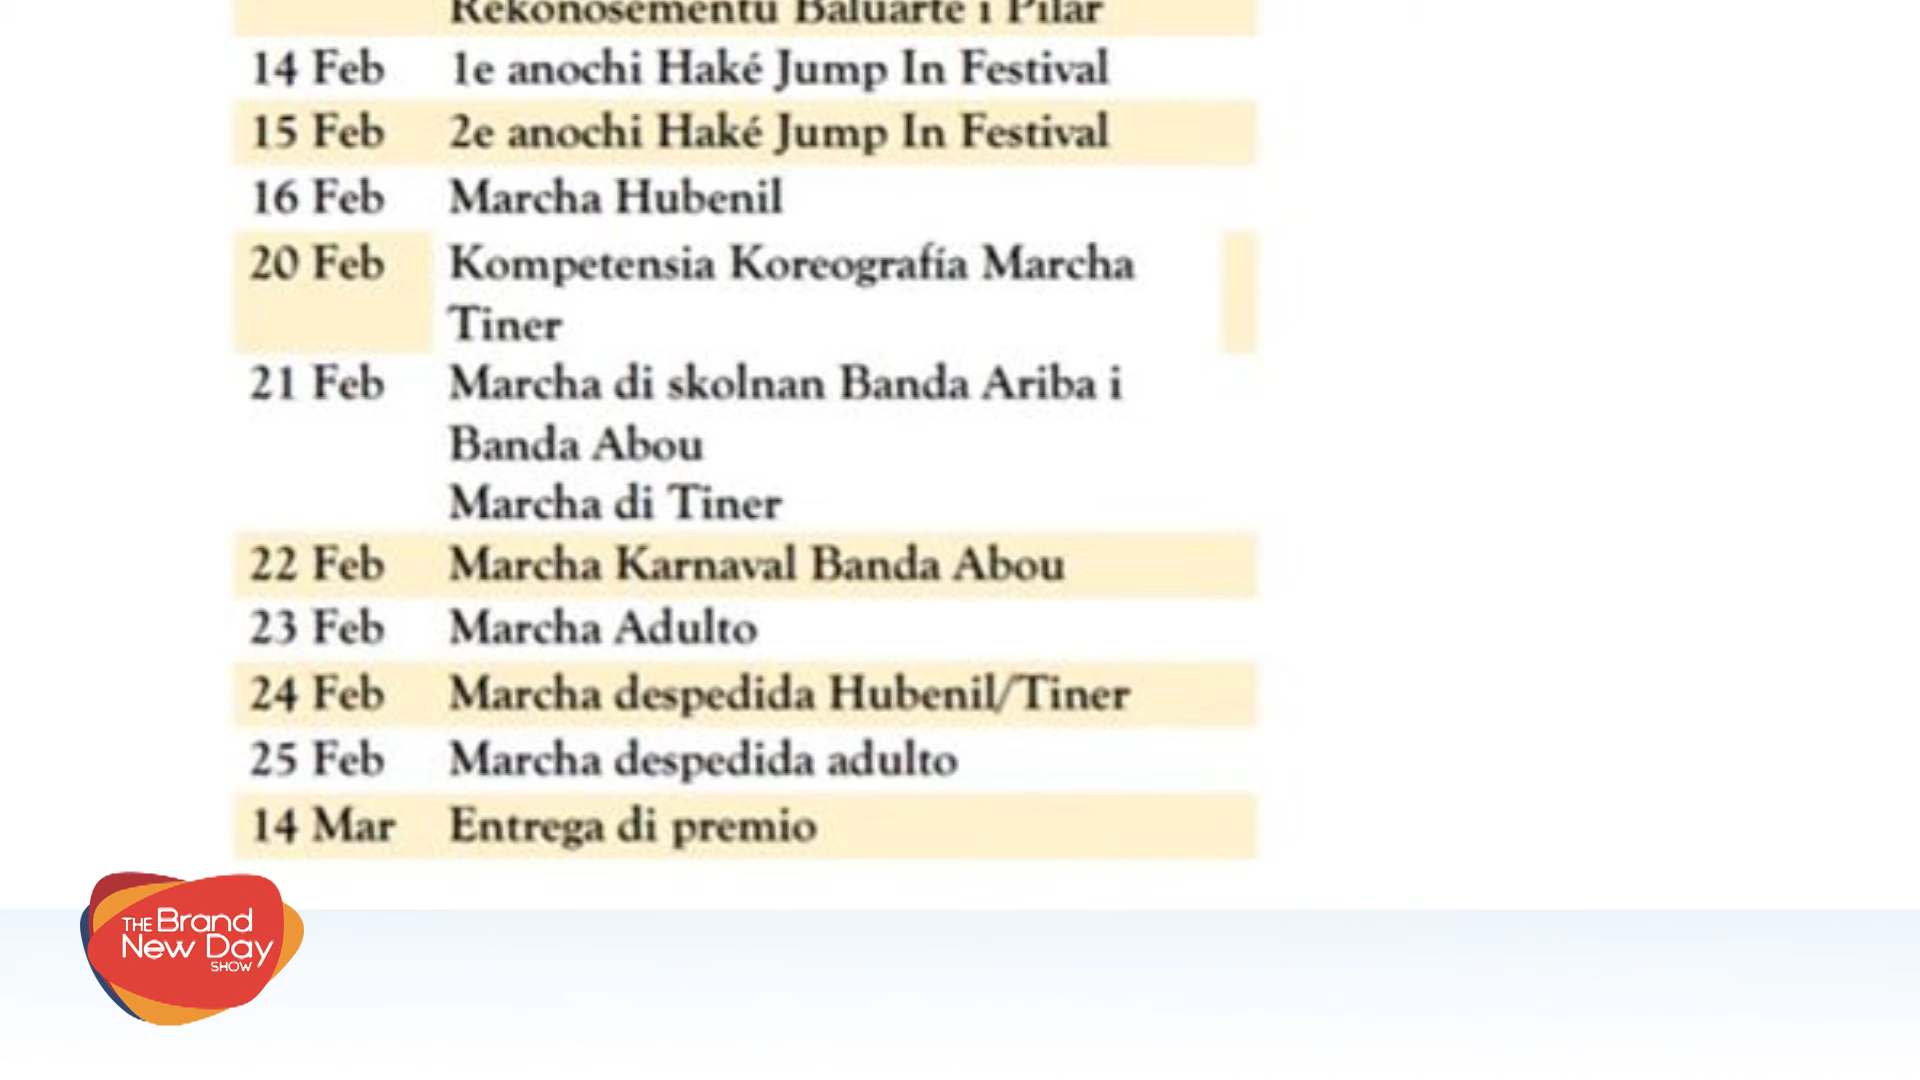 Rekonosementu Baluarte i Pilar
14 Feb 1e anochi Haké Jump In Festival
15 Feb 2e anochi Haké Jump In Festival
16 Feb Marcha Hubenil
20 Feb Kompetensia Koreografía Marcha
Tiner
21 Feb Marcha di skolnan Banda Ariba i
Banda Abou
Marcha di Tiner
22 Feb Marcha Karnaval Banda Abou
23 Feb Marcha Adulto
24 Feb Marcha despedida Hubenil/Tiner
25 Feb Marcha despedida adulto
14 Mar Entrega di premio
THE Brand
New Day
SHOW